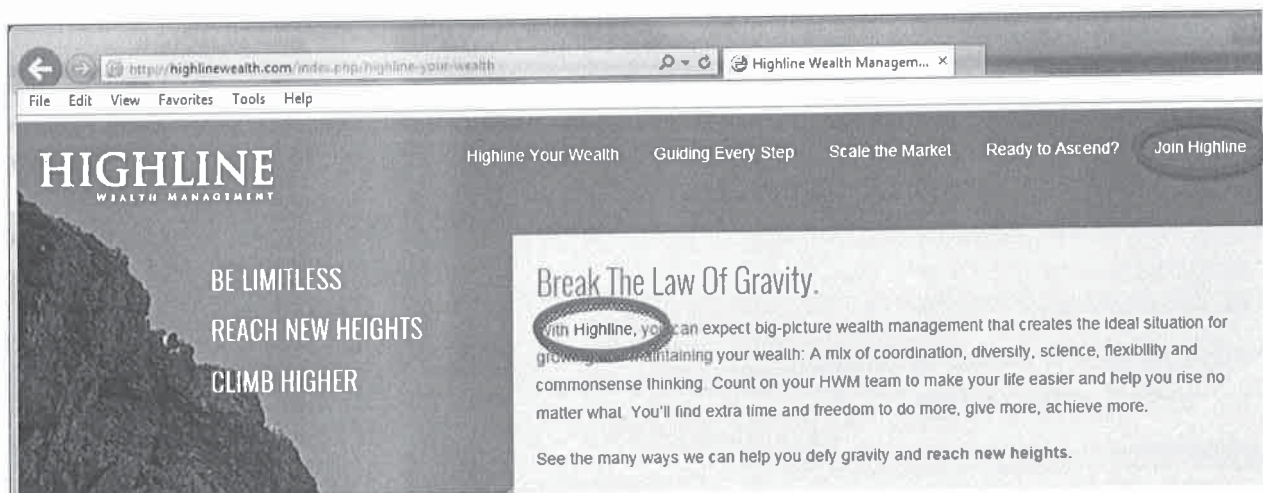 http://highlinewealth.com/index.php/highline-your-wealth
Highline Wealth Managem... ×
File Edit View Favorites Tools Help
HIGHLINE
WEALTH MANAGEMENT
Highline Your Wealth Guiding Every Step Scale the Market Ready to Ascend? Join Highline
BE LIMITLESS
REACH NEW HEIGHTS
CLIMB HIGHER
Break The Law Of Gravity.
With Highline, you can expect big-picture wealth management that creates the ideal situation for
growing and maintaining your wealth: A mix of coordination, diversity, science, flexibility and
commonsense thinking. Count on your HWM team to make your life easier and help you rise no
matter what. You'll find extra time and freedom to do more, give more, achieve more.
See the many ways we can help you defy gravity and reach new heights.